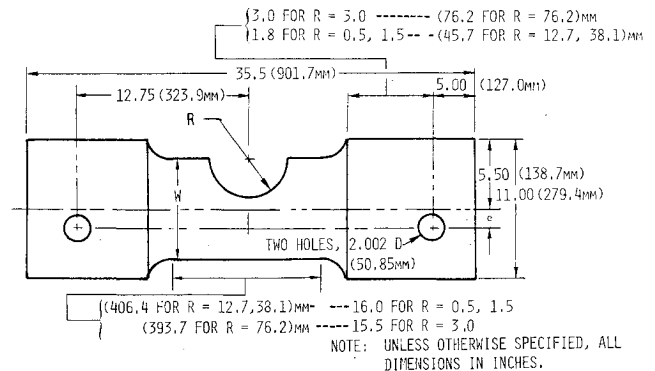 {3.0 FOR R = 3.0 ------- (76.2 FOR R = 76.2)MM
{1.8 FOR R = 0.5, 1.5-- - (45.7 FOR R = 12.7, 38.1)MM
35.5 (901.7MM)
5.00 (127.0MM)
12.75 (323.9MM)
R
5.50 (138.7MM)
11.00 (279.4MM)
W
e
TWO HOLES, 2.002 D
(50.85MM)
{(406.4 FOR R = 12.7,38.1)MM- ---16.0 FOR R = 0.5, 1.5
{(393.7 FOR R = 76.2)MM -----15.5 FOR R = 3.0
NOTE: UNLESS OTHERWISE SPECIFIED, ALL
DIMENSIONS IN INCHES.